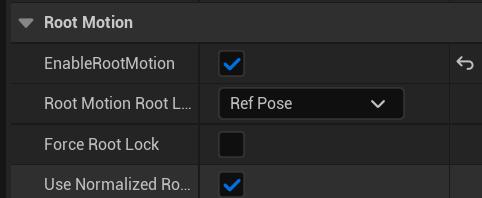 Root Motion
EnableRootMotion
Root Motion Root L...
Ref Pose
Force Root Lock
Use Normalized Ro...